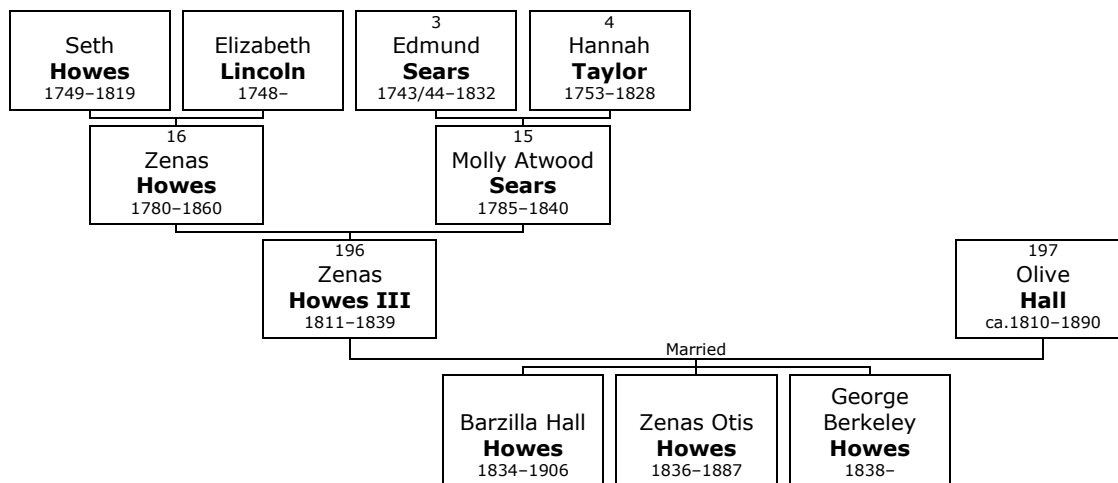 Seth
Howes
1749–1819
Elizabeth
Lincoln
1748–
3
Edmund
Sears
1743/44–1832
4
Hannah
Taylor
1753–1828
16
Zenas
Howes
1780–1860
15
Molly Atwood
Sears
1785–1840
196
Zenas
Howes III
1811–1839
197
Olive
Hall
ca.1810–1890
Married
Barzilla Hall
Howes
1834–1906
Zenas Otis
Howes
1836–1887
George
Berkeley
Howes
1838–